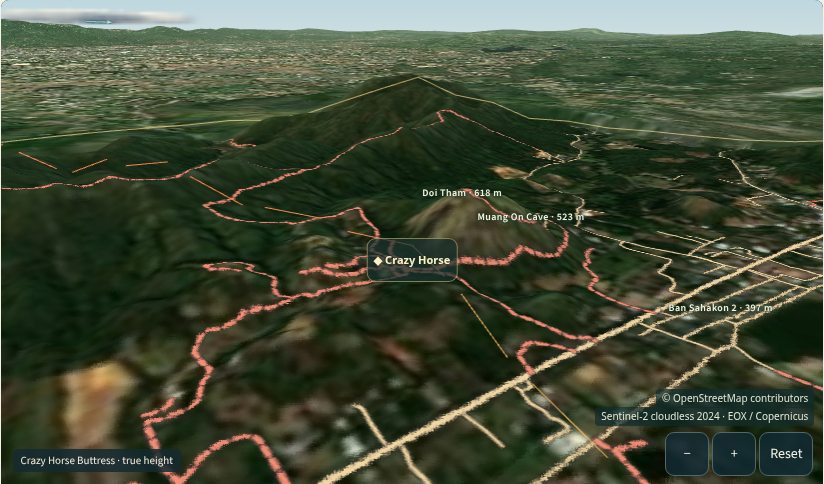 Doi Tham · 618 m
Muang On Cave · 523 m
◆ Crazy Horse
Ban Sahakon 2 · 397 m
© OpenStreetMap contributors
Sentinel-2 cloudless 2024 · EOX / Copernicus
Crazy Horse Buttress · true height
−
+
Reset